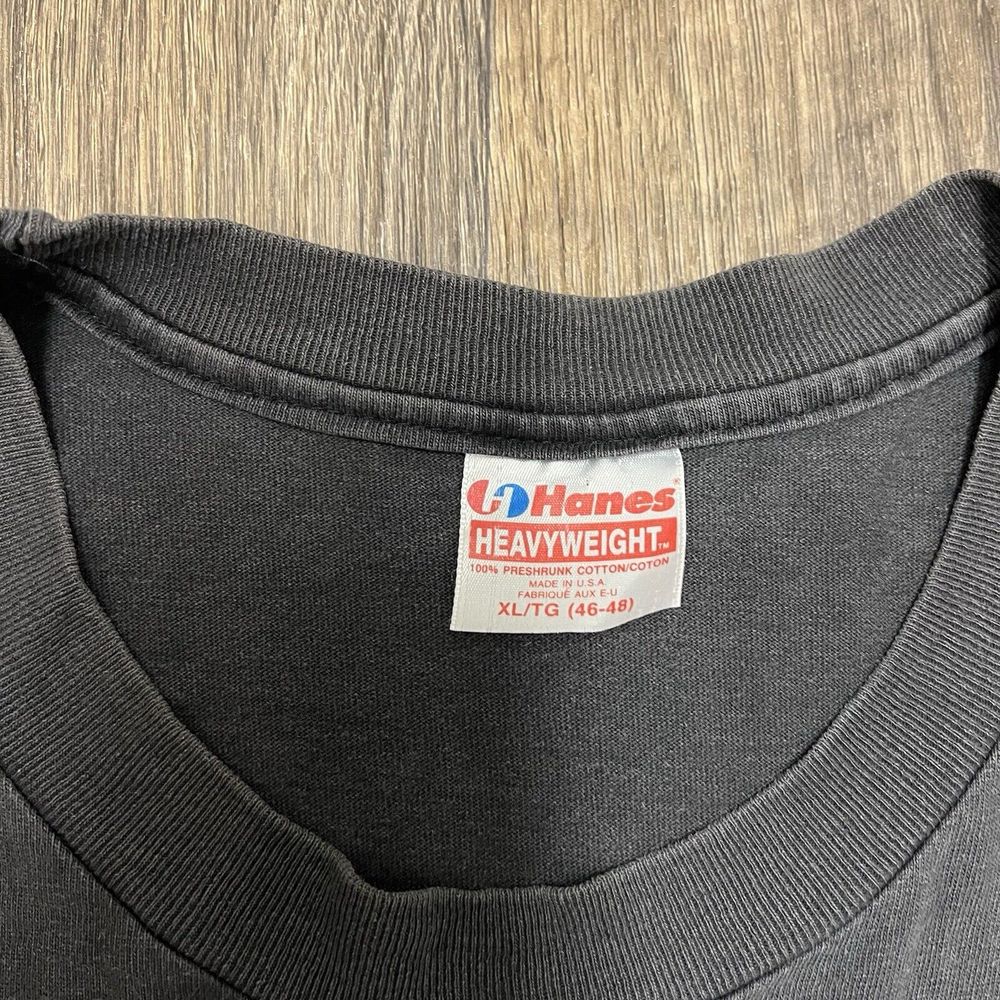 Hanes®
HEAVYWEIGHT™
100% PRESHRUNK COTTON/COTON
MADE IN U.S.A.
FABRIQUÉ AUX E-U
XL/TG (46-48)